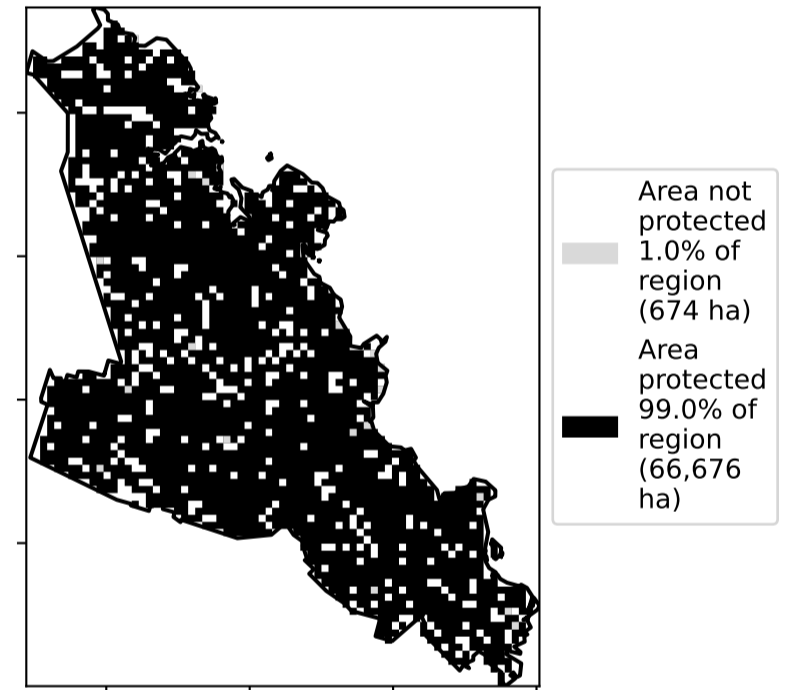 Area not
protected
1.0% of
region
(674 ha)
Area
protected
99.0% of
region
(66,676
ha)